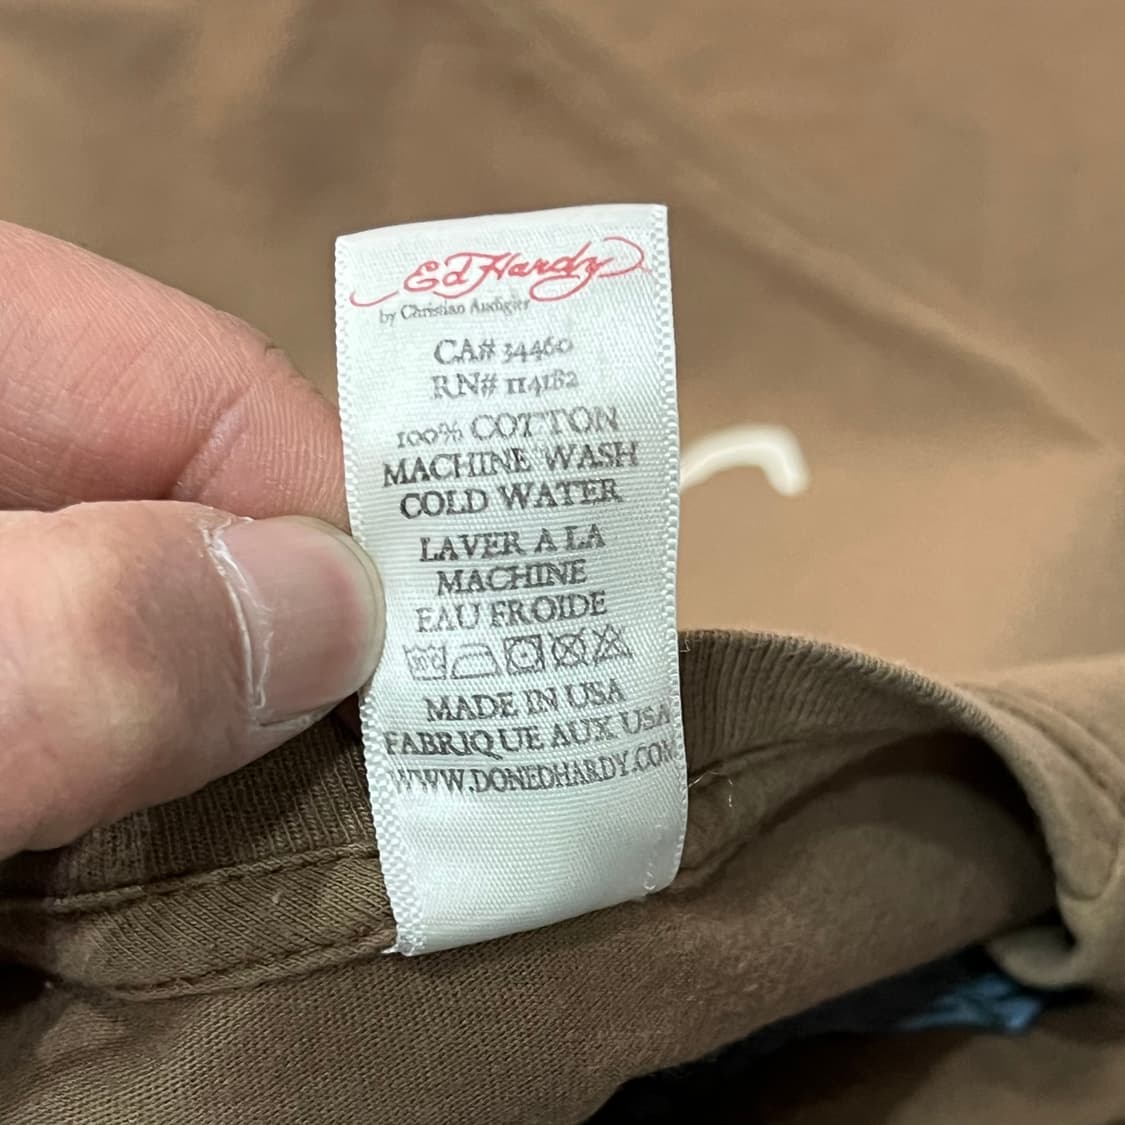 Ed Hardy
by Christian Audigier
CA# 34460
RN# 114182
100% COTTON
MACHINE WASH
COLD WATER
LAVER A LA
MACHINE
EAU FROIDE
MADE IN USA
FABRIQUE AUX USA
WWW.DONEDHARDY.COM